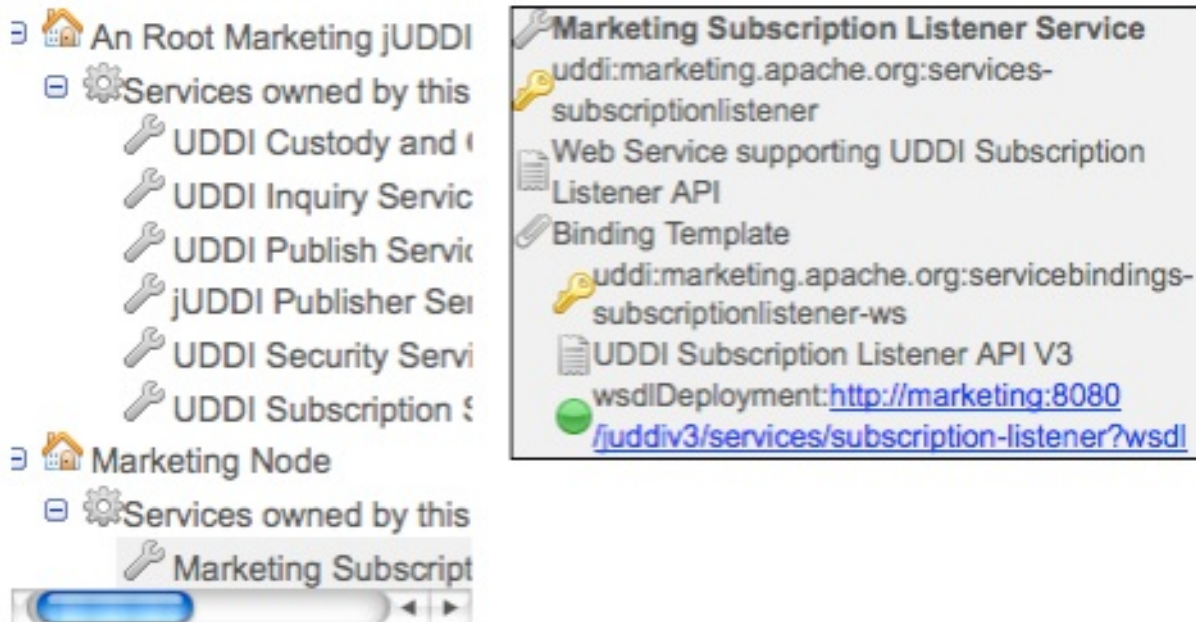 An Root Marketing jUDDI
Services owned by this
UDDI Custody and
UDDI Inquiry Servic
UDDI Publish Servic
jUDDI Publisher Ser
UDDI Security Servi
UDDI Subscription S
Marketing Node
Services owned by this
Marketing Subscript
Marketing Subscription Listener Service
uddi:marketing.apache.org:services-
subscriptionlistener
Web Service supporting UDDI Subscription
Listener API
Binding Template
uddi:marketing.apache.org:servicebindings-
subscriptionlistener-ws
UDDI Subscription Listener API V3
wsdlDeployment:http://marketing:8080
/juddiv3/services/subscription-listener?wsdl